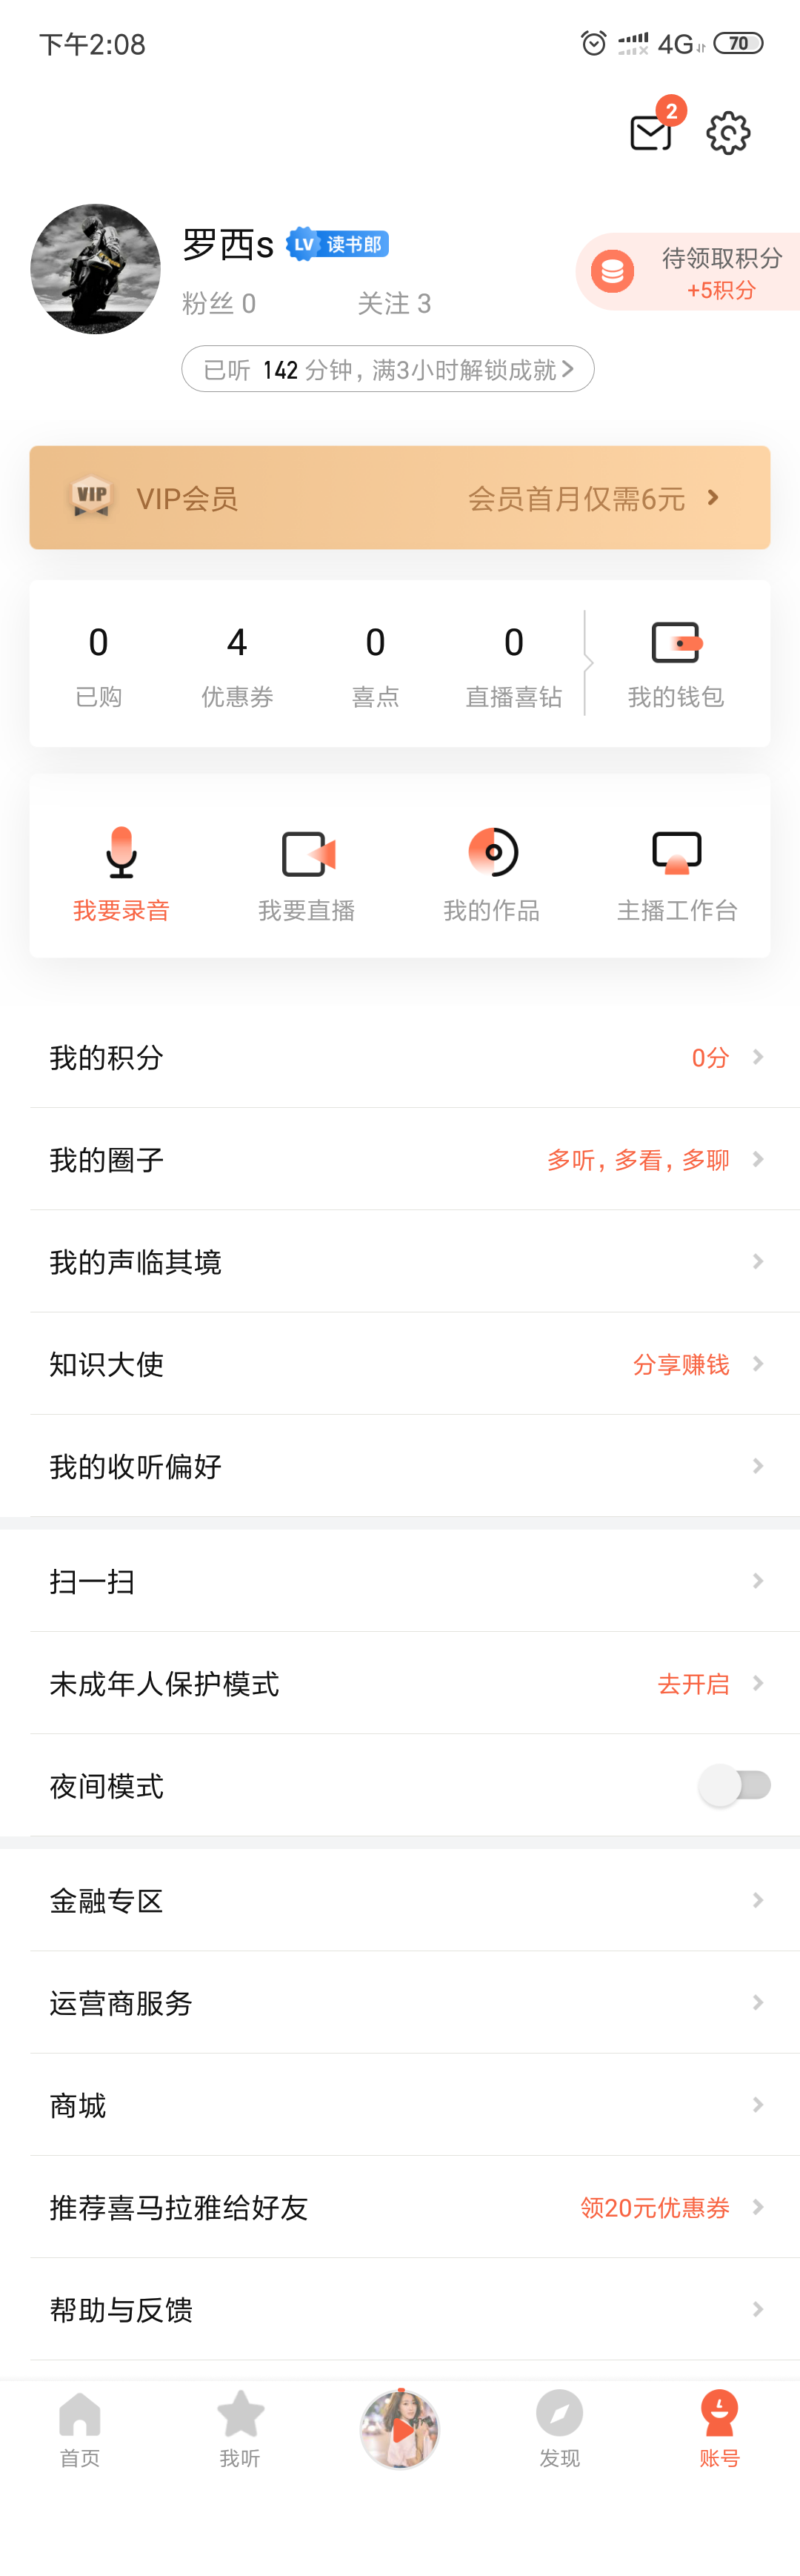 下午2:08
4G 70
2
罗西s LV 读书郎
待领取积分
+5积分
粉丝 0 关注 3
已听 142 分钟，满3小时解锁成就
VIP VIP会员 会员首月仅需6元
0 4 0 0
已购 优惠券 喜点 直播喜钻 我的钱包
我要录音 我要直播 我的作品 主播工作台
我的积分 0分
我的圈子 多听，多看，多聊
我的声临其境
知识大使 分享赚钱
我的收听偏好
扫一扫
未成年人保护模式 去开启
夜间模式
金融专区
运营商服务
商城
推荐喜马拉雅给好友 领20元优惠券
帮助与反馈
首页 我听 发现 账号